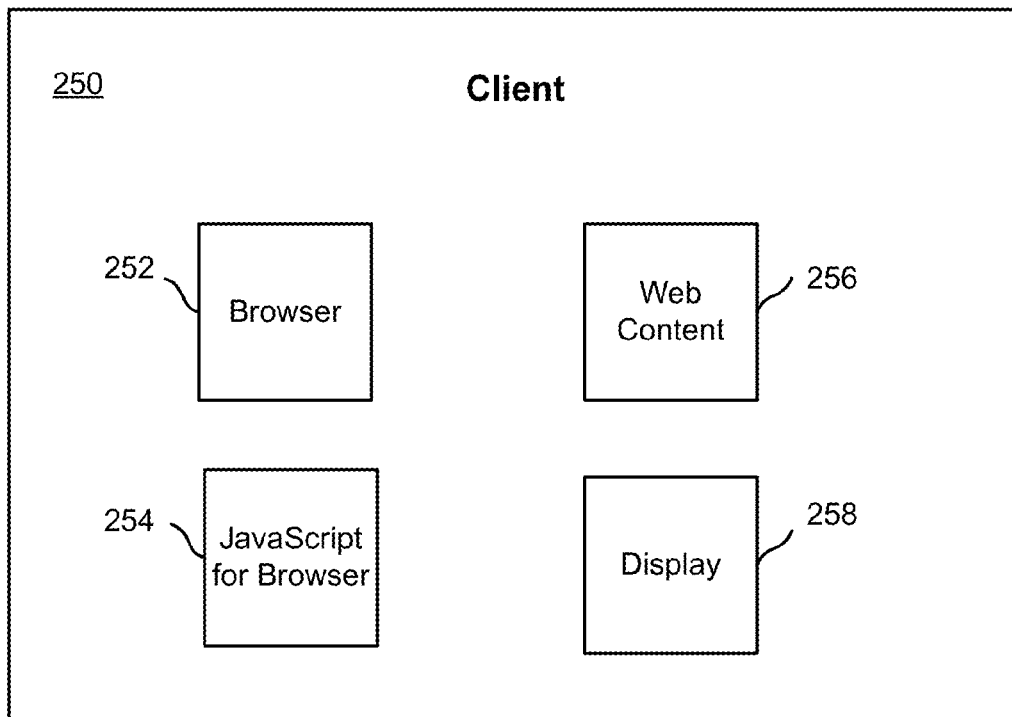 250
Client
252
Browser
Web
Content
256
254
JavaScript
for Browser
Display
258